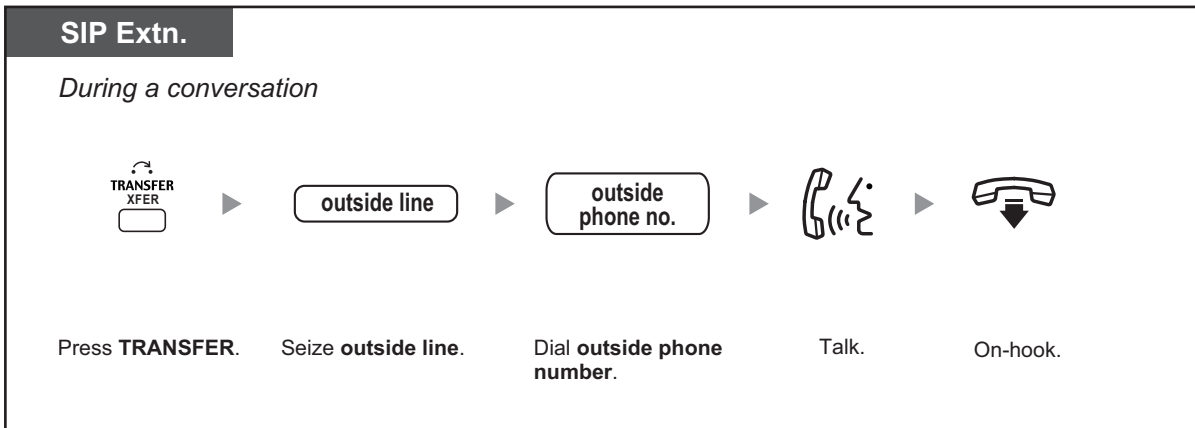 SIP Extn.
During a conversation
TRANSFER
XFER
outside line
outside
phone no.
Press TRANSFER.
Seize outside line.
Dial outside phone
number.
Talk.
On-hook.